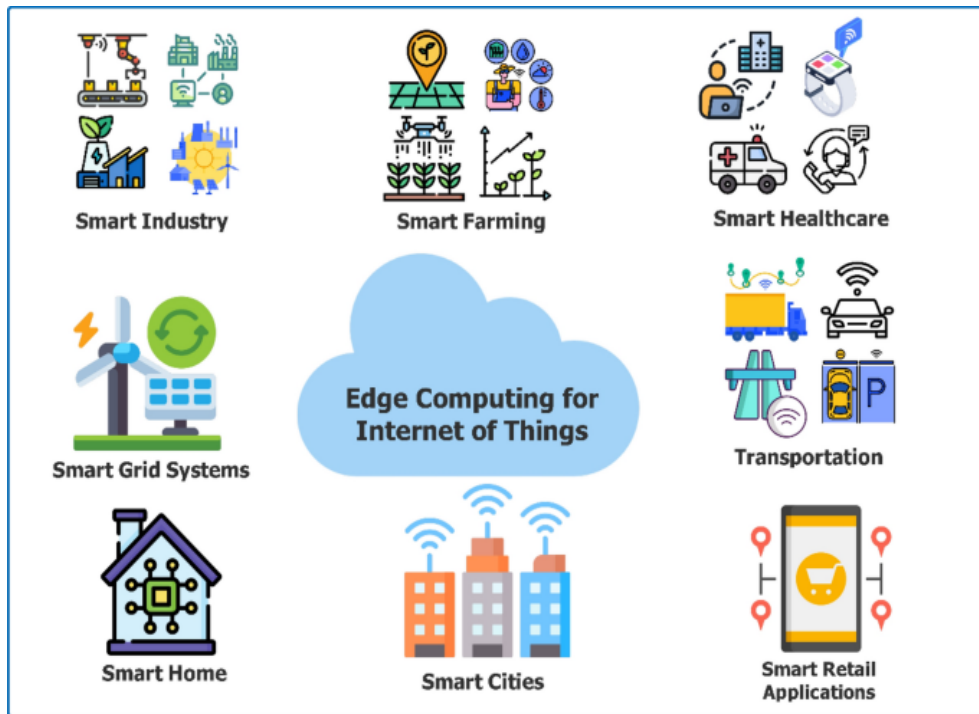 Smart Industry
Smart Farming
Smart Healthcare
Edge Computing for
Internet of Things
Smart Grid Systems
P
Transportation
Smart Home
Smart Cities
Smart Retail
Applications